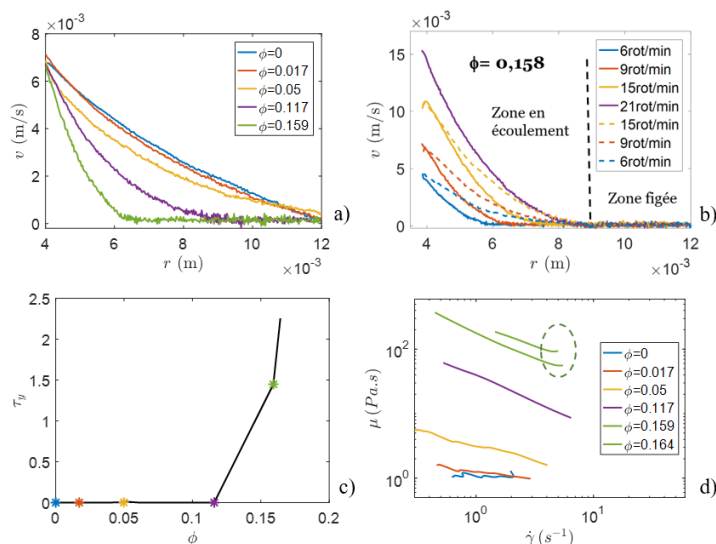 × 10⁻³
8
6
4
2
0
v (m/s)
ϕ=0
ϕ=0.017
ϕ=0.05
ϕ=0.117
ϕ=0.159
a)
4
6
8
10
12
r (m)
× 10⁻³
× 10⁻³
15
10
5
0
v (m/s)
ϕ= 0,158
Zone en
écoulement
Zone figée
6rot/min
9rot/min
15rot/min
21rot/min
15rot/min
9rot/min
6rot/min
b)
4
6
8
10
12
r (m)
× 10⁻³
2.5
2
1.5
1
0.5
0
τy
c)
0
0.05
0.1
0.15
0.2
ϕ
10²
10⁰
μ (Pa.s)
ϕ=0
ϕ=0.017
ϕ=0.05
ϕ=0.117
ϕ=0.159
ϕ=0.164
d)
10⁰
10¹
γ̇ (s⁻¹)